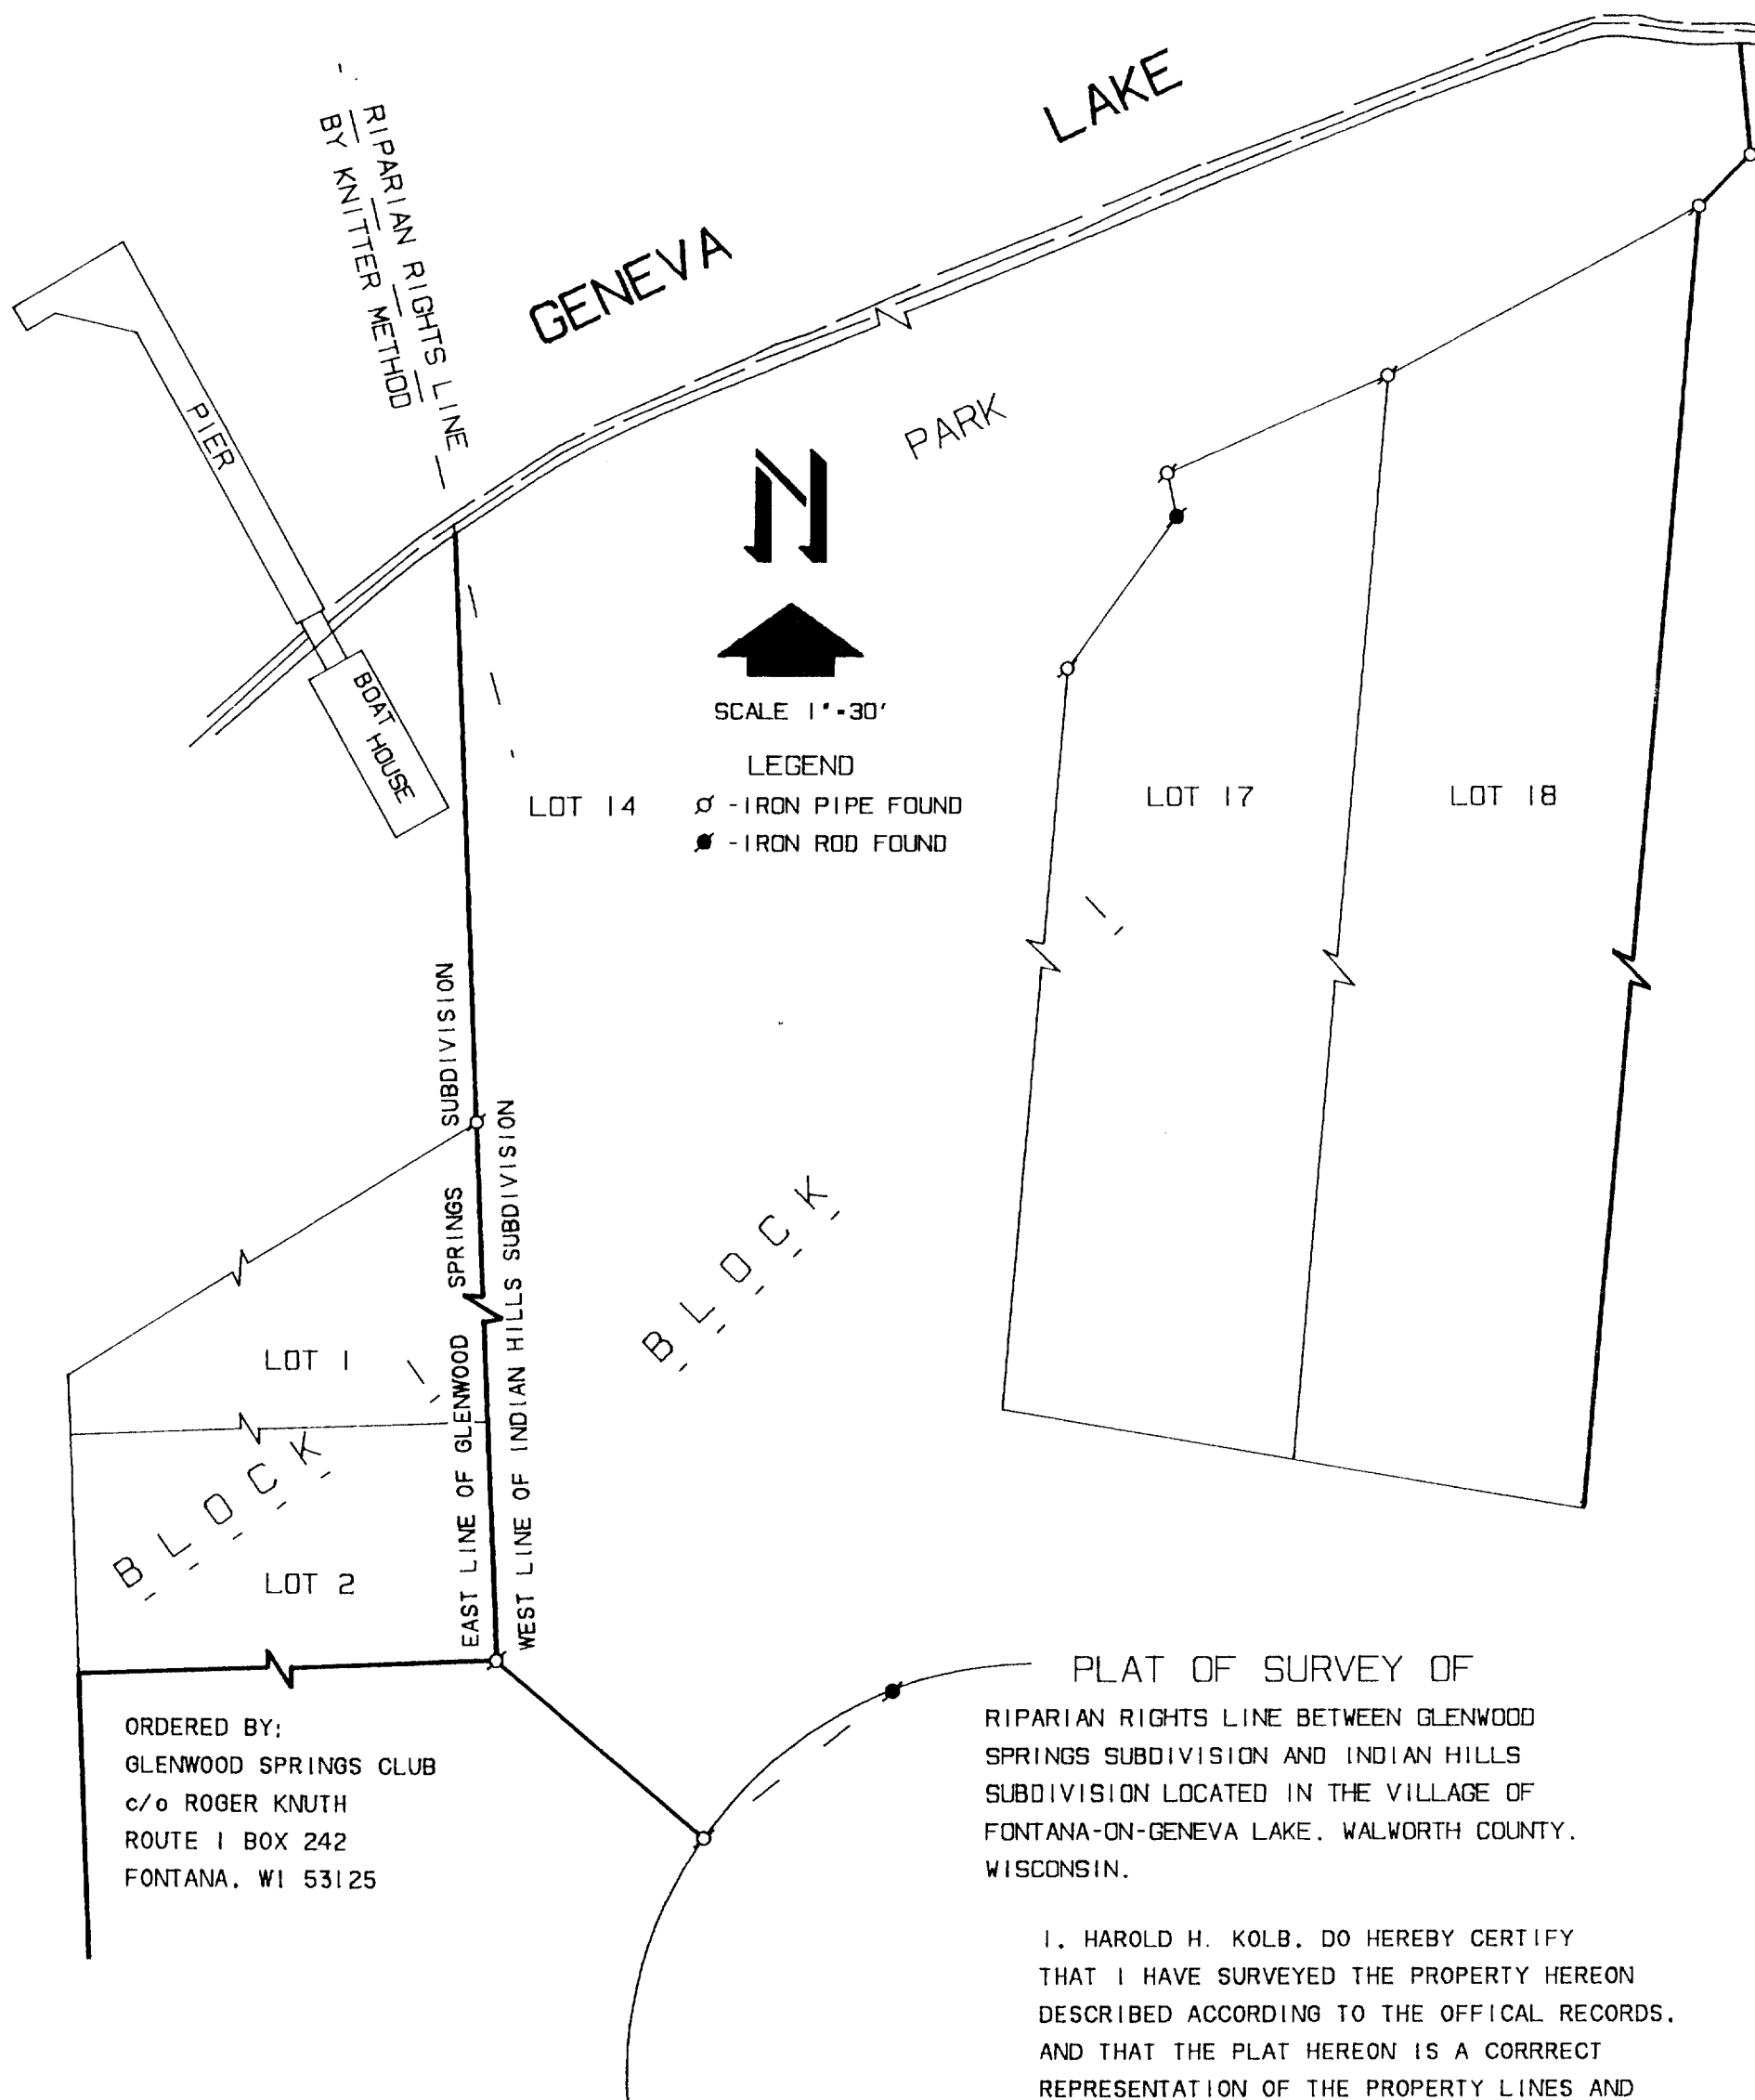 GENEVA LAKE
RIPARIAN RIGHTS LINE
BY KNITTER METHOD
PIER
BOAT HOUSE
PARK
N
SCALE 1"=30'
LEGEND
-IRON PIPE FOUND
-IRON ROD FOUND
LOT 14
LOT 17
LOT 18
BLOCK 1
EAST LINE OF GLENWOOD SPRINGS SUBDIVISION
WEST LINE OF INDIAN HILLS SUBDIVISION
LOT 1
BLOCK 1
LOT 2
ORDERED BY:
GLENWOOD SPRINGS CLUB
c/o ROGER KNUTH
ROUTE 1 BOX 242
FONTANA, WI 53125
PLAT OF SURVEY OF
RIPARIAN RIGHTS LINE BETWEEN GLENWOOD
SPRINGS SUBDIVISION AND INDIAN HILLS
SUBDIVISION LOCATED IN THE VILLAGE OF
FONTANA-ON-GENEVA LAKE, WALWORTH COUNTY,
WISCONSIN.
I, HAROLD H. KOLB, DO HEREBY CERTIFY
THAT I HAVE SURVEYED THE PROPERTY HEREON
DESCRIBED ACCORDING TO THE OFFICAL RECORDS,
AND THAT THE PLAT HEREON IS A CORRRECT
REPRESENTATION OF THE PROPERTY LINES AND